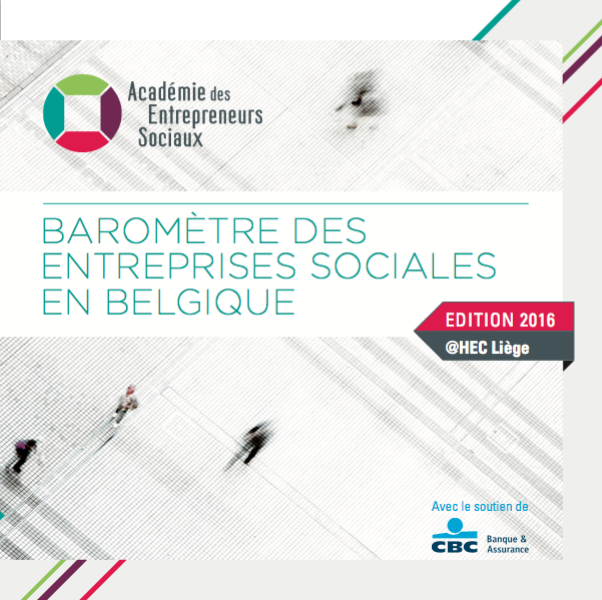 Académie des
Entrepreneurs
Sociaux
BAROMÈTRE DES
ENTREPRISES SOCIALES
EN BELGIQUE
EDITION 2016
@HEC Liège
Avec le soutien de
CBC Banque &
Assurance